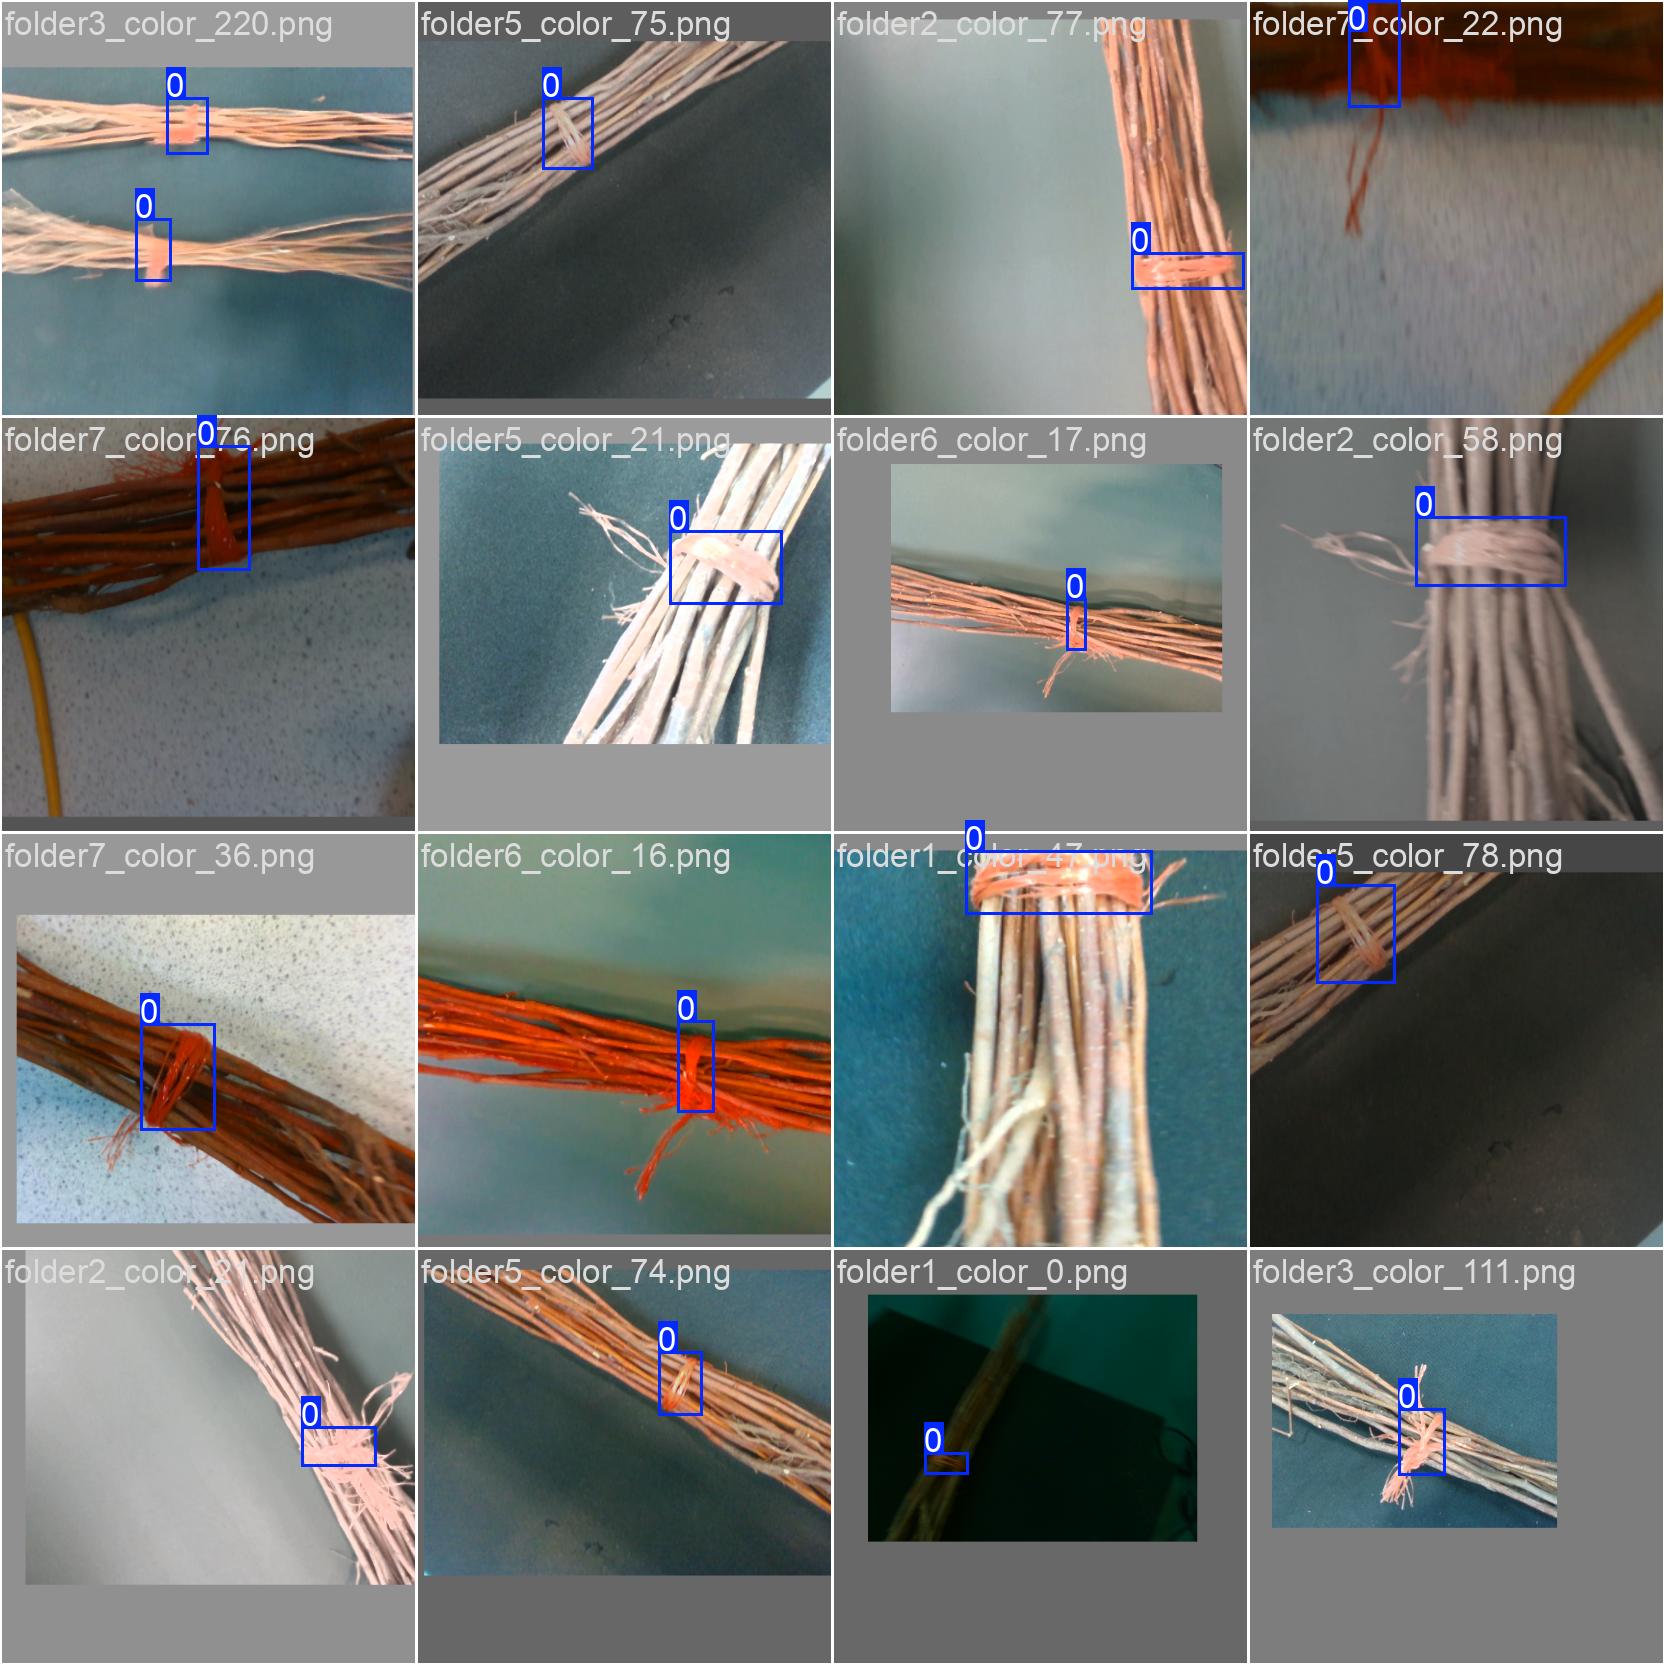 folder3_color_220.png
0
0
folder5_color_75.png
0
folder2_color_77.png
0
folder7_color_22.png
0
folder7_color_76.png
0
folder5_color_21.png
0
folder6_color_17.png
0
folder2_color_58.png
0
folder7_color_36.png
0
folder6_color_16.png
0
folder1_color_47.png
0
folder5_color_78.png
0
folder2_color_21.png
0
folder5_color_74.png
0
folder1_color_0.png
0
folder3_color_111.png
0